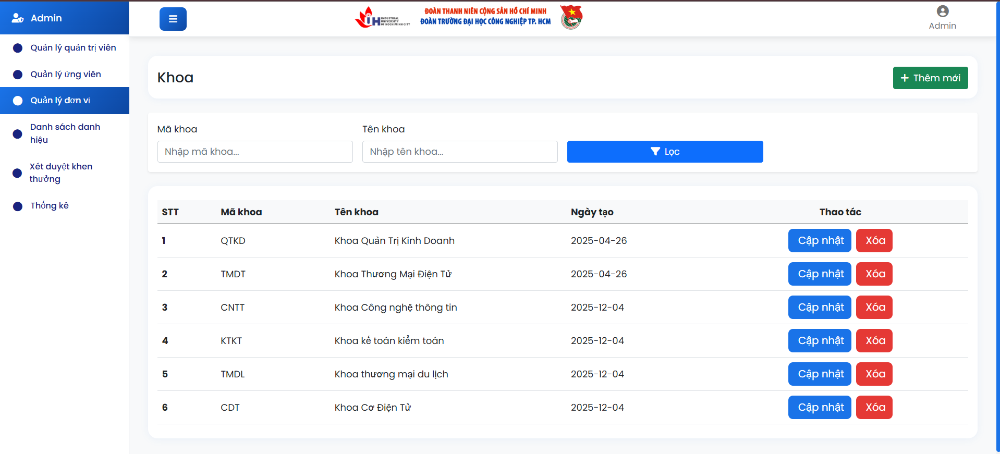 Admin
Quản lý quản trị viên
Quản lý ứng viên
Quản lý đơn vị
Danh sách danh
hiệu
Xét duyệt khen
thưởng
Thống kê
IUH INDUSTRIAL
UNIVERSITY
OF HOCHIMINH CITY
ĐOÀN THANH NIÊN CỘNG SẢN HỒ CHÍ MINH
ĐOÀN TRƯỜNG ĐẠI HỌC CÔNG NGHIỆP TP. HCM
Admin
Khoa
Thêm mới
Mã khoa
Tên khoa
Nhập mã khoa...
Nhập tên khoa...
Lọc
STT Mã khoa Tên khoa Ngày tạo Thao tác
1 QTKD Khoa Quản Trị Kinh Doanh 2025-04-26 Cập nhật Xóa
2 TMDT Khoa Thương Mại Điện Tử 2025-04-26 Cập nhật Xóa
3 CNTT Khoa Công nghệ thông tin 2025-12-04 Cập nhật Xóa
4 KTKT Khoa kế toán kiểm toán 2025-12-04 Cập nhật Xóa
5 TMDL Khoa thương mại du lịch 2025-12-04 Cập nhật Xóa
6 CDT Khoa Cơ Điện Tử 2025-12-04 Cập nhật Xóa